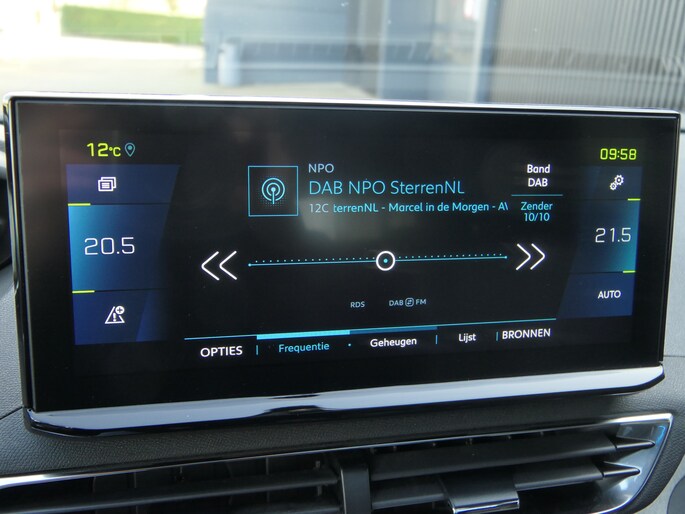 12°C
09:58
NPO
DAB NPO SterrenNL
12C terrenNL - Marcel in de Morgen - A
Band
DAB
Zender
10/10
20.5
21.5
AUTO
RDS
DAB FM
OPTIES
Frequentie
Geheugen
Lijst
BRONNEN